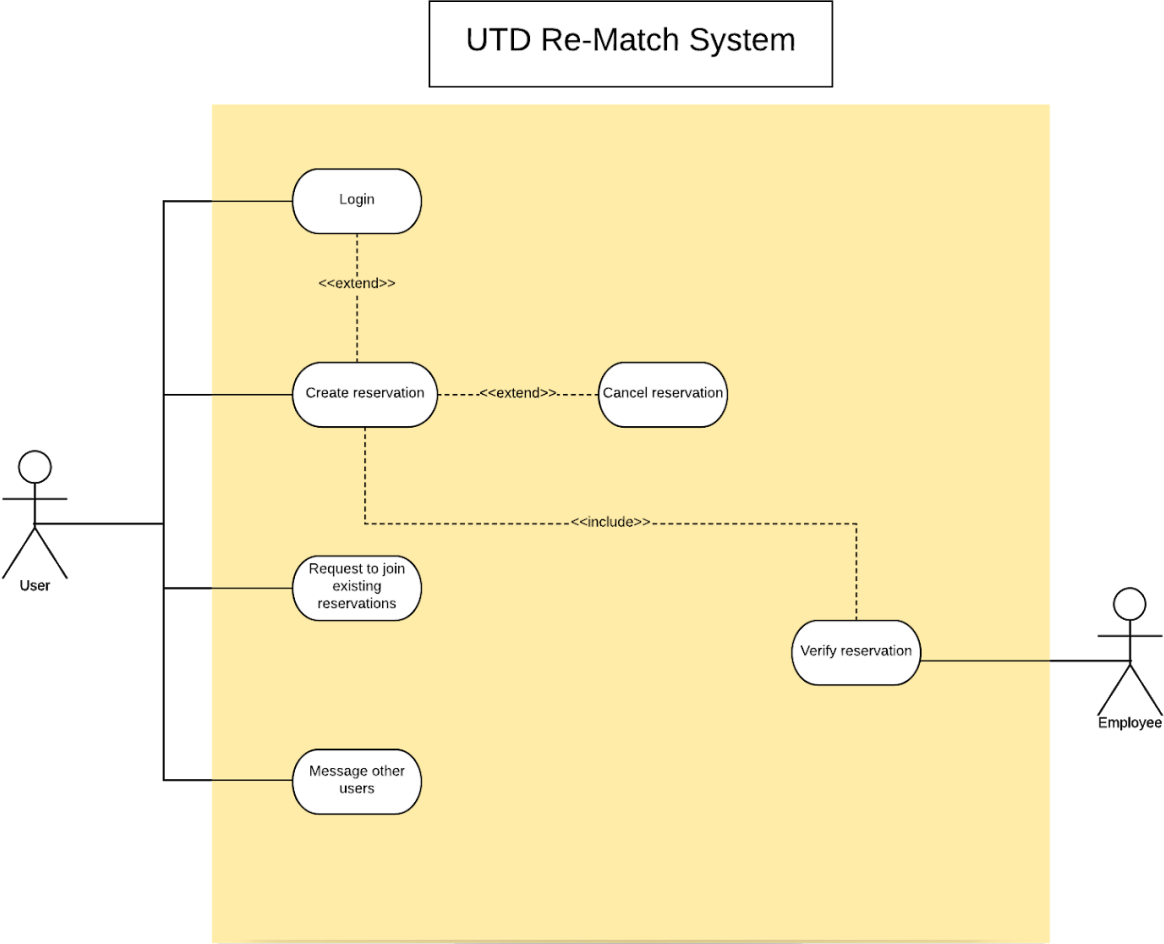 UTD Re-Match System
Login
<<extend>>
Create reservation
<<extend>>
Cancel reservation
<<include>>
User
Request to join
existing
reservations
Verify reservation
Employee
Message other
users